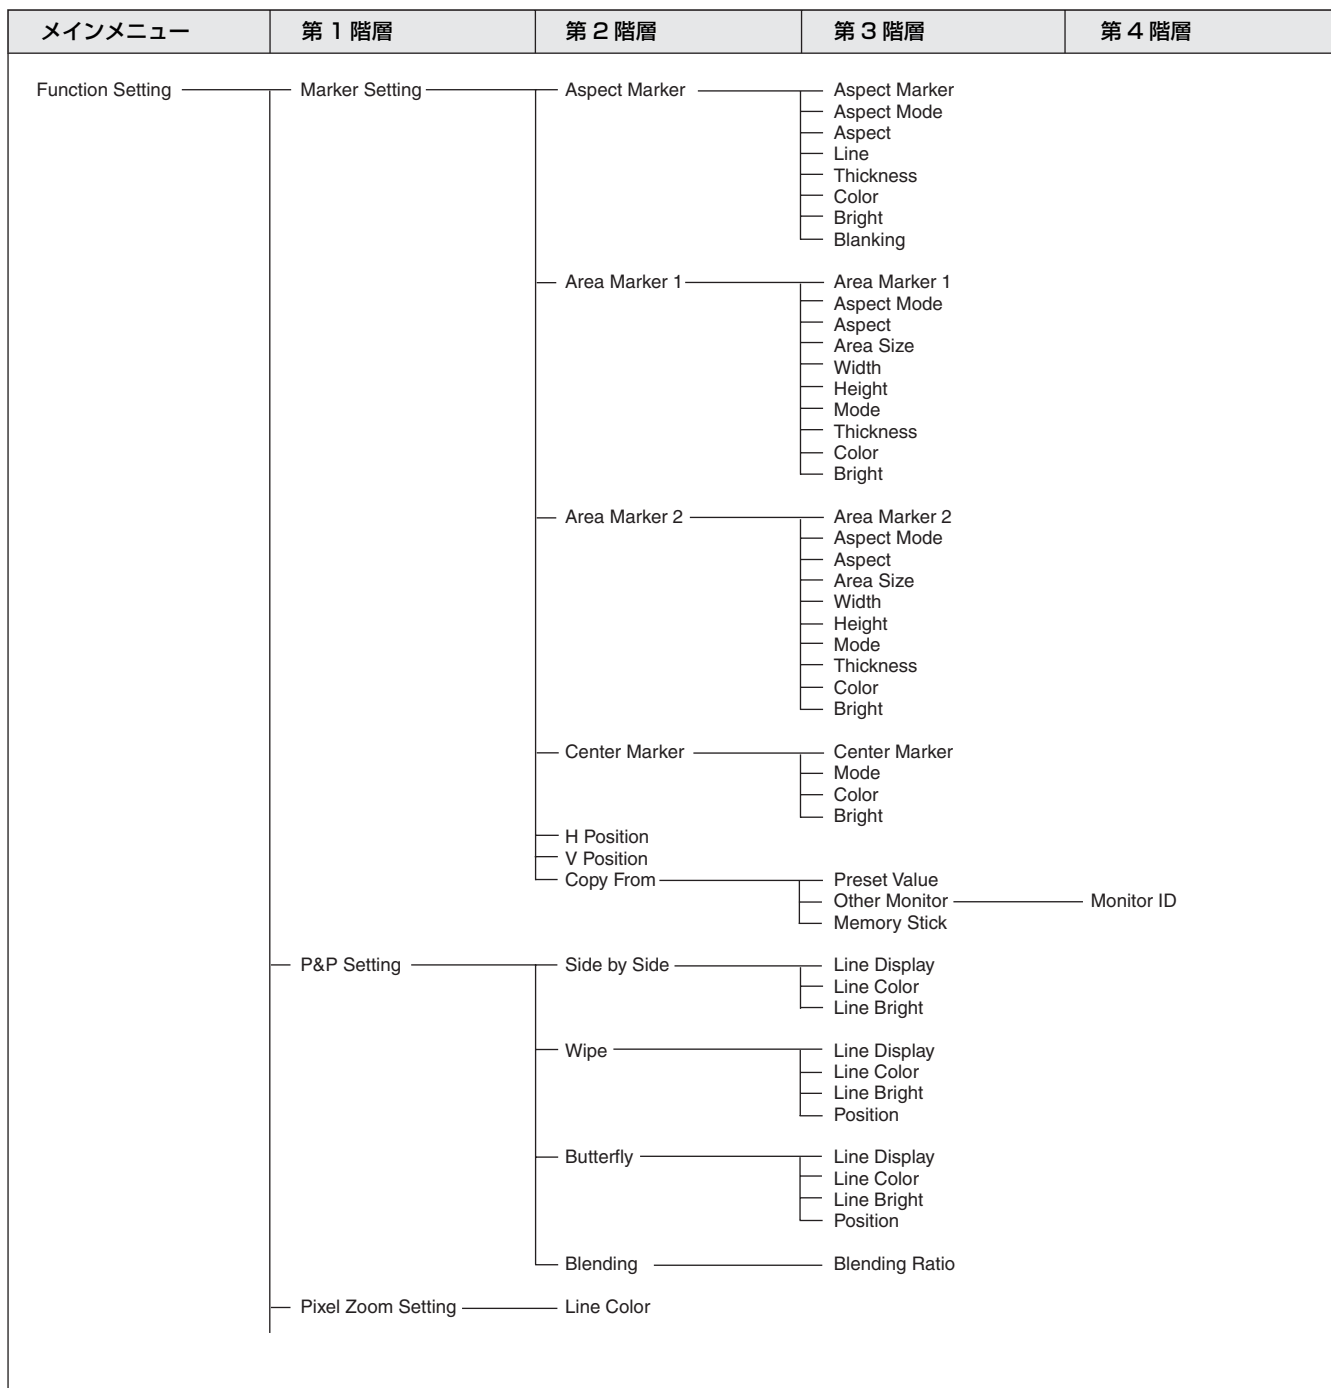 メインメニュー 第 1 階層 第 2 階層 第 3 階層 第 4 階層
Function Setting Marker Setting Aspect Marker Aspect Marker
Aspect Mode
Aspect
Line
Thickness
Color
Bright
Blanking
Area Marker 1 Area Marker 1
Aspect Mode
Aspect
Area Size
Width
Height
Mode
Thickness
Color
Bright
Area Marker 2 Area Marker 2
Aspect Mode
Aspect
Area Size
Width
Height
Mode
Thickness
Color
Bright
Center Marker Center Marker
Mode
Color
Bright
H Position
V Position
Copy From Preset Value
Other Monitor Monitor ID
Memory Stick
P&P Setting Side by Side Line Display
Line Color
Line Bright
Wipe Line Display
Line Color
Line Bright
Position
Butterfly Line Display
Line Color
Line Bright
Position
Blending Blending Ratio
Pixel Zoom Setting Line Color